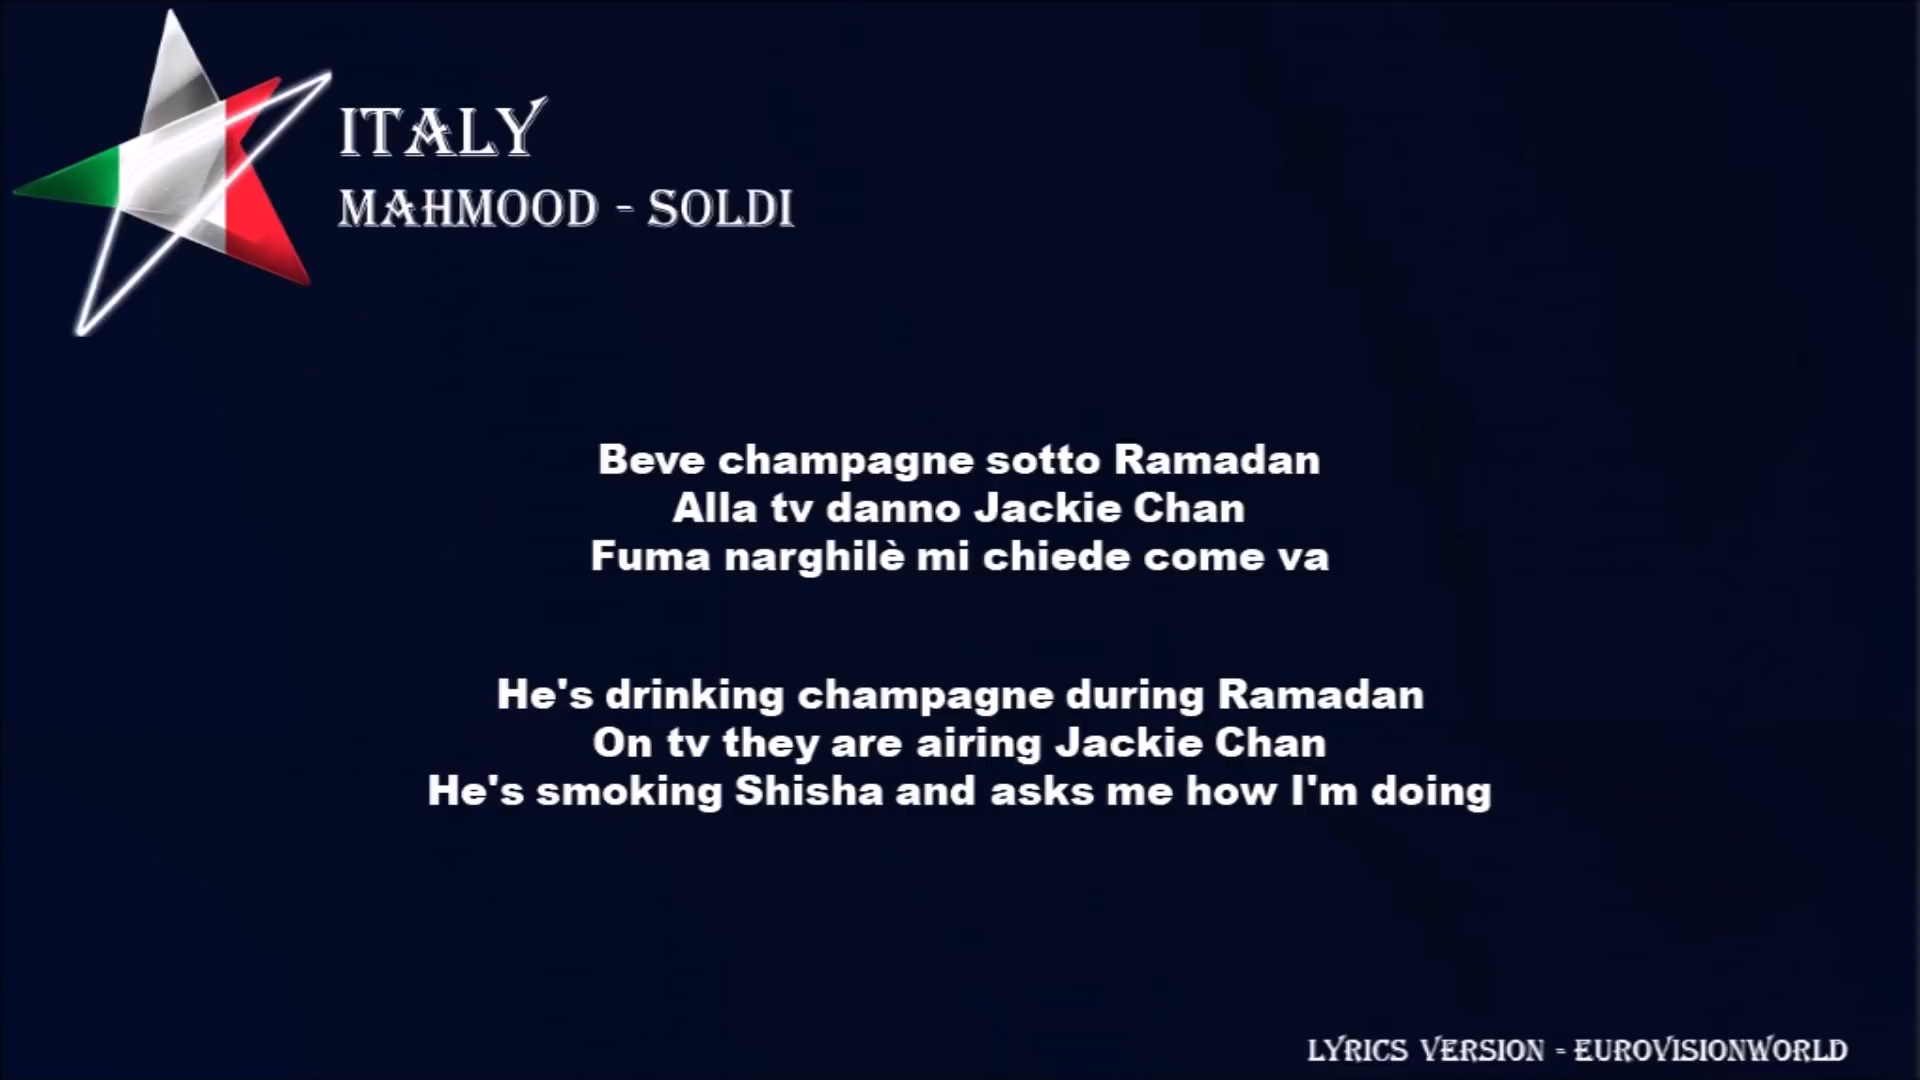 ITALY
MAHMOOD - SOLDI
Beve champagne sotto Ramadan
Alla tv danno Jackie Chan
Fuma narghilè mi chiede come va
He's drinking champagne during Ramadan
On tv they are airing Jackie Chan
He's smoking Shisha and asks me how I'm doing
LYRICS VERSION - EUROVISIONWORLD